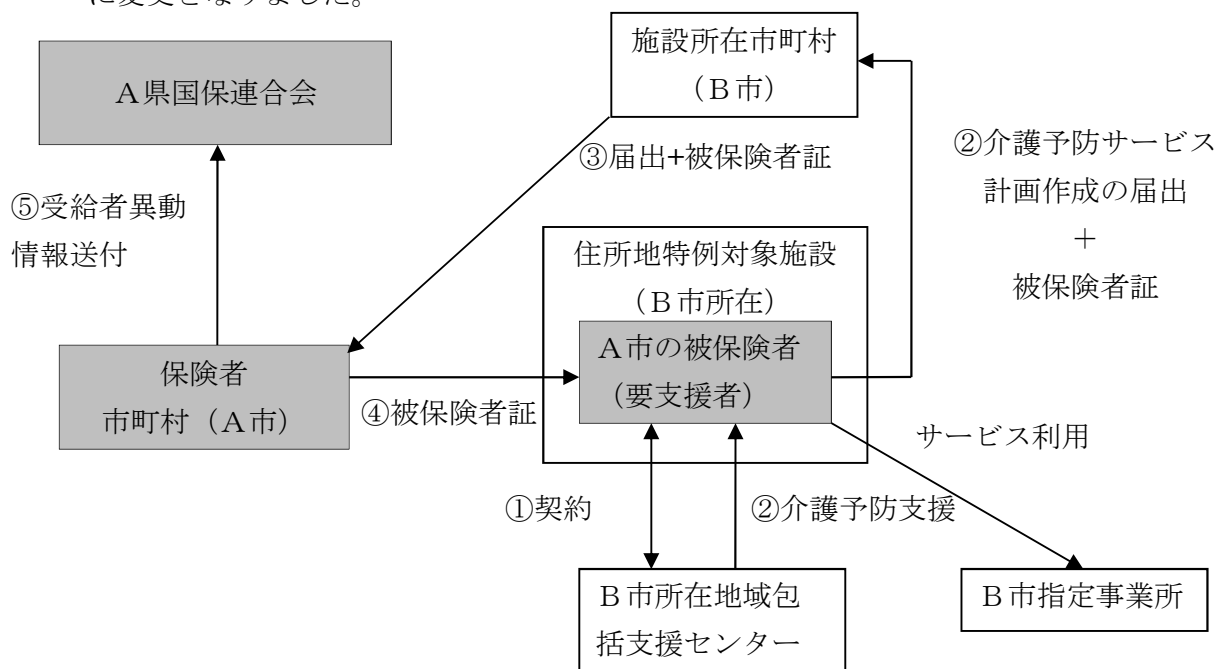 に変更となりました。
施設所在市町村
（Ｂ市）
Ａ県国保連合会
③届出+被保険者証
②介護予防サービス
計画作成の届出
＋
被保険者証
⑤受給者異動
情報送付
住所地特例対象施設
（Ｂ市所在）
Ａ市の被保険者
（要支援者）
保険者
市町村（Ａ市）
④被保険者証
サービス利用
①契約
②介護予防支援
Ｂ市所在地域包
括支援センター
Ｂ市指定事業所